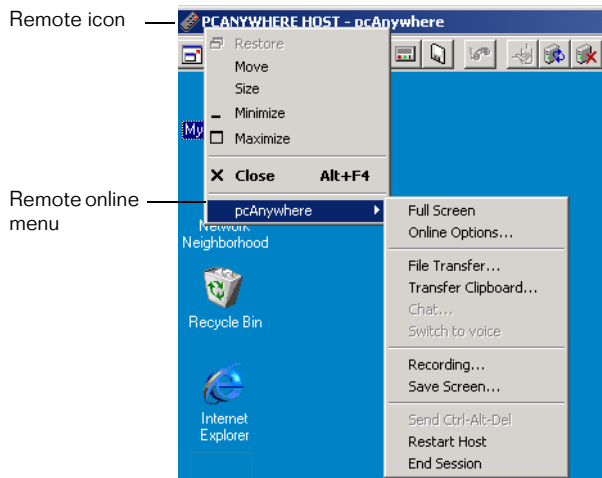 Remote icon
PCANYWHERE HOST - pcAnywhere
Restore
Move
Size
Minimize
Maximize
Close Alt+F4
pcAnywhere
Remote online
menu
My
Network
Neighborhood
Recycle Bin
Internet
Explorer
Full Screen
Online Options...
File Transfer...
Transfer Clipboard...
Chat...
Switch to voice
Recording...
Save Screen...
Send Ctrl-Alt-Del
Restart Host
End Session